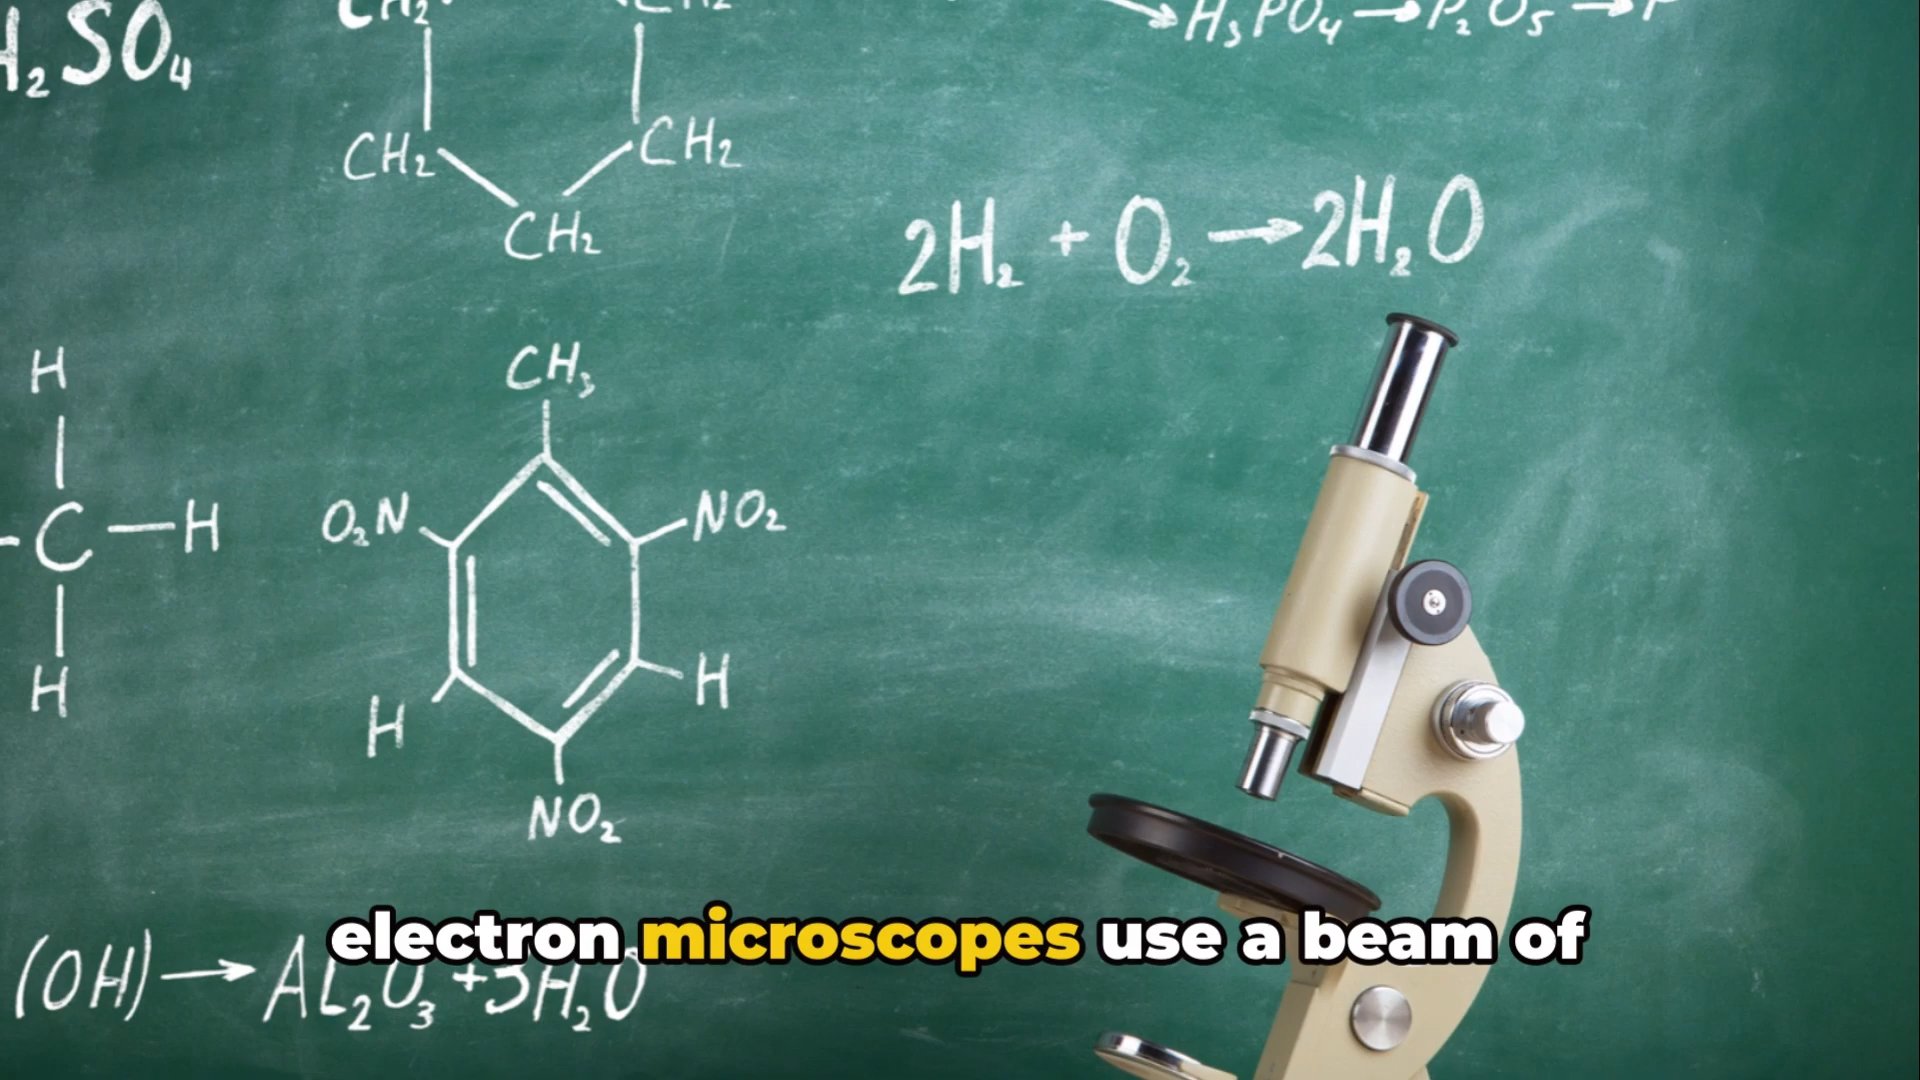 H₃PO₄→P₂O₅→
H₂SO₄
CH₂
CH₂
CH₂
CH₂
CH₂
2H₂ + O₂ → 2H₂O
CH₃
H
O₂N
NO₂
C—H
H
H
H
NO₂
electron microscopes use a beam of
(OH)→AL₂O₃+3H₂O